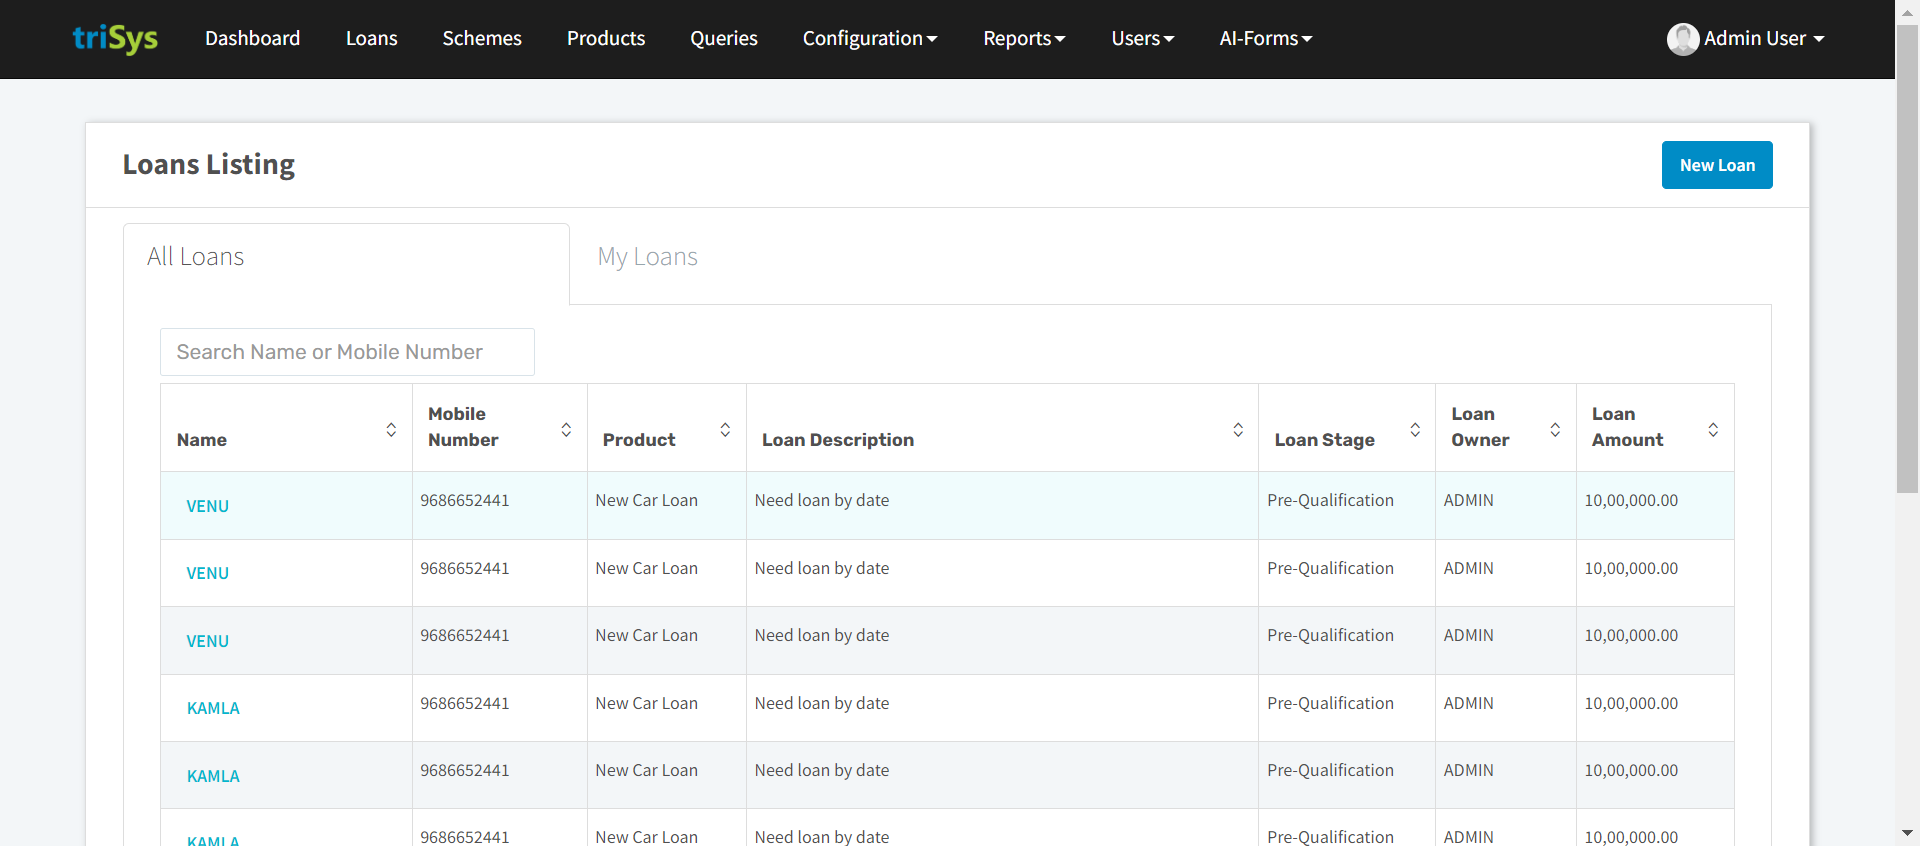 triSys Dashboard Loans Schemes Products Queries Configuration Reports Users AI-Forms Admin User
Loans Listing New Loan
All Loans My Loans
Search Name or Mobile Number
Name Mobile Number Product Loan Description Loan Stage Loan Owner Loan Amount
VENU 9686652441 New Car Loan Need loan by date Pre-Qualification ADMIN 10,00,000.00
VENU 9686652441 New Car Loan Need loan by date Pre-Qualification ADMIN 10,00,000.00
VENU 9686652441 New Car Loan Need loan by date Pre-Qualification ADMIN 10,00,000.00
KAMLA 9686652441 New Car Loan Need loan by date Pre-Qualification ADMIN 10,00,000.00
KAMLA 9686652441 New Car Loan Need loan by date Pre-Qualification ADMIN 10,00,000.00
KAMLA 9686652441 New Car Loan Need loan by date Pre-Qualification ADMIN 10,00,000.00